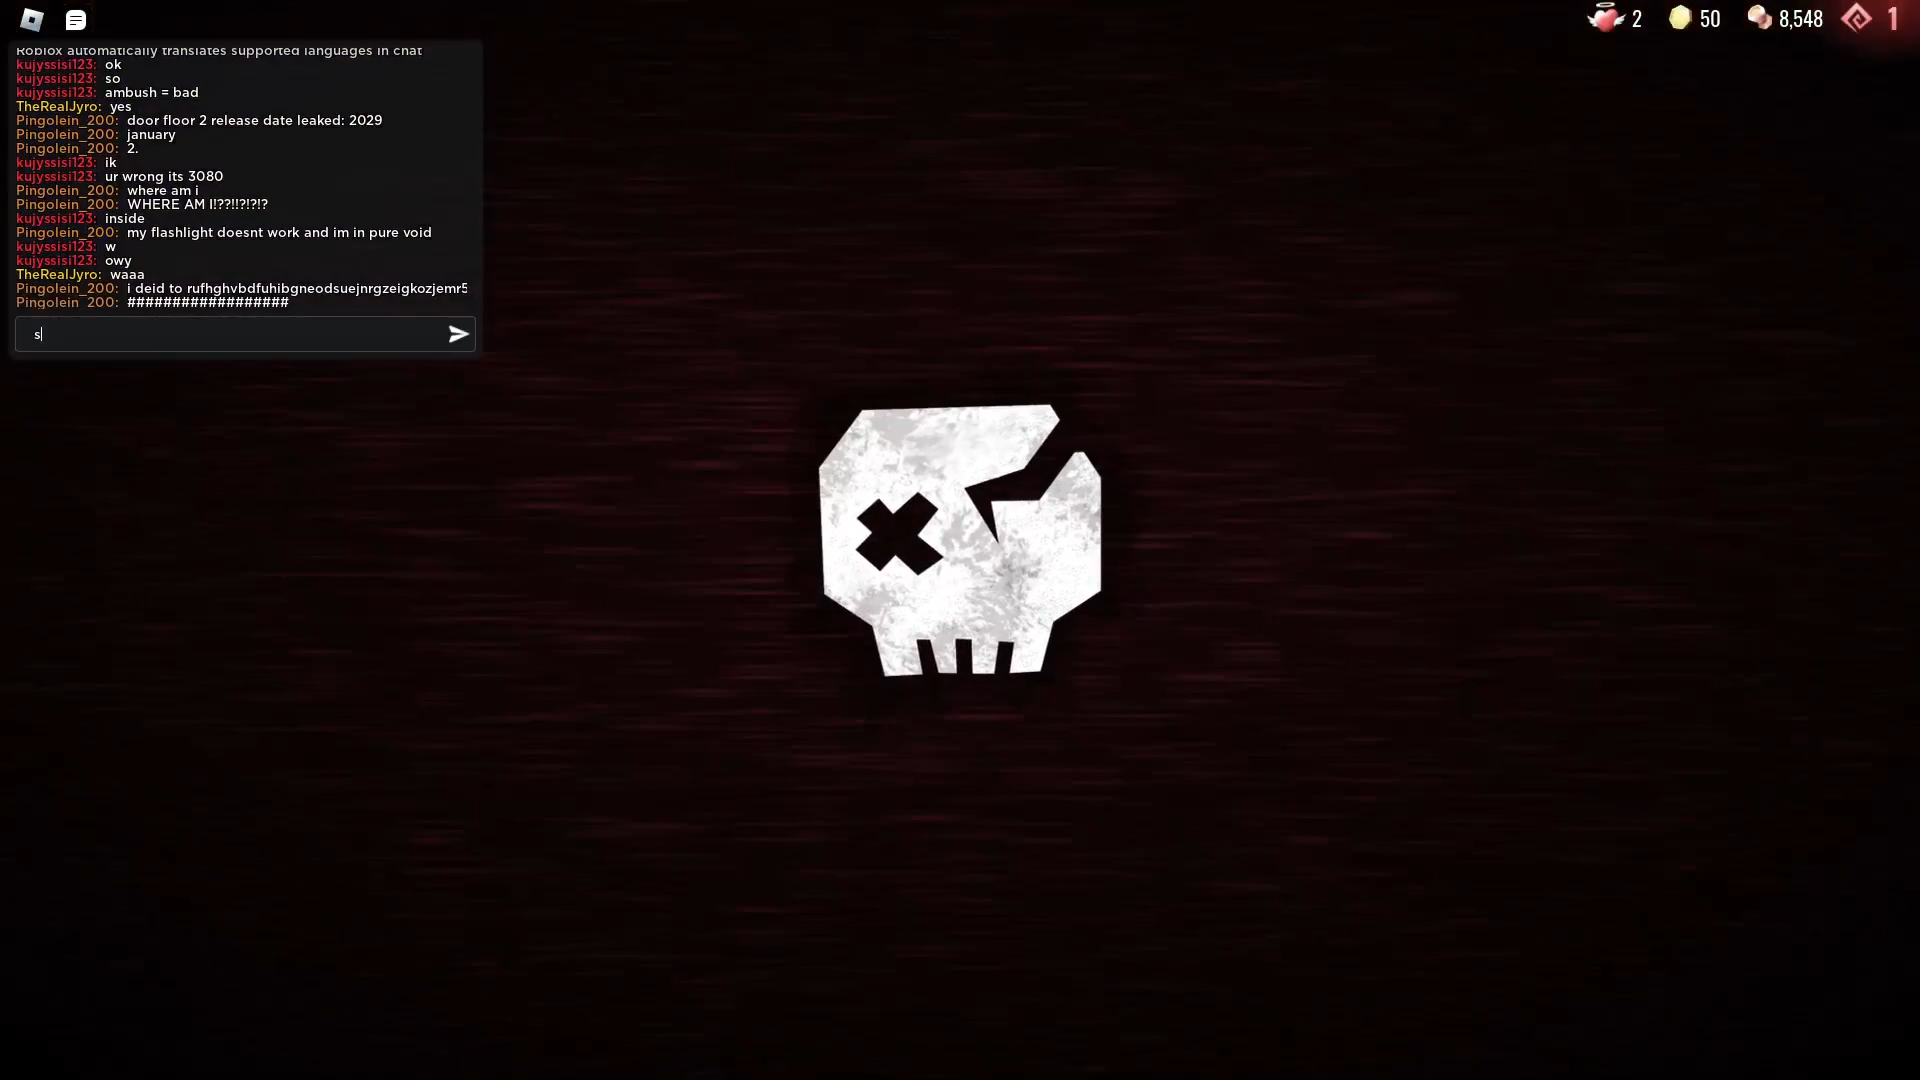 2 50 8,548 1
Roblox automatically translates supported languages in chat
kujyssisi123: ok
kujyssisi123: so
kujyssisi123: ambush = bad
TheRealJyro: yes
Pingolein_200: door floor 2 release date leaked: 2029
Pingolein_200: january
Pingolein_200: 2.
kujyssisi123: ik
kujyssisi123: ur wrong its 3080
Pingolein_200: where am i
Pingolein_200: WHERE AM I!??!!?!?!?
kujyssisi123: inside
Pingolein_200: my flashlight doesnt work and im in pure void
kujyssisi123: w
kujyssisi123: owy
TheRealJyro: waaa
Pingolein_200: i deid to rufhghvbdfuhibgneodsuejnrgzeigkozjemr5
Pingolein_200: ##################
s